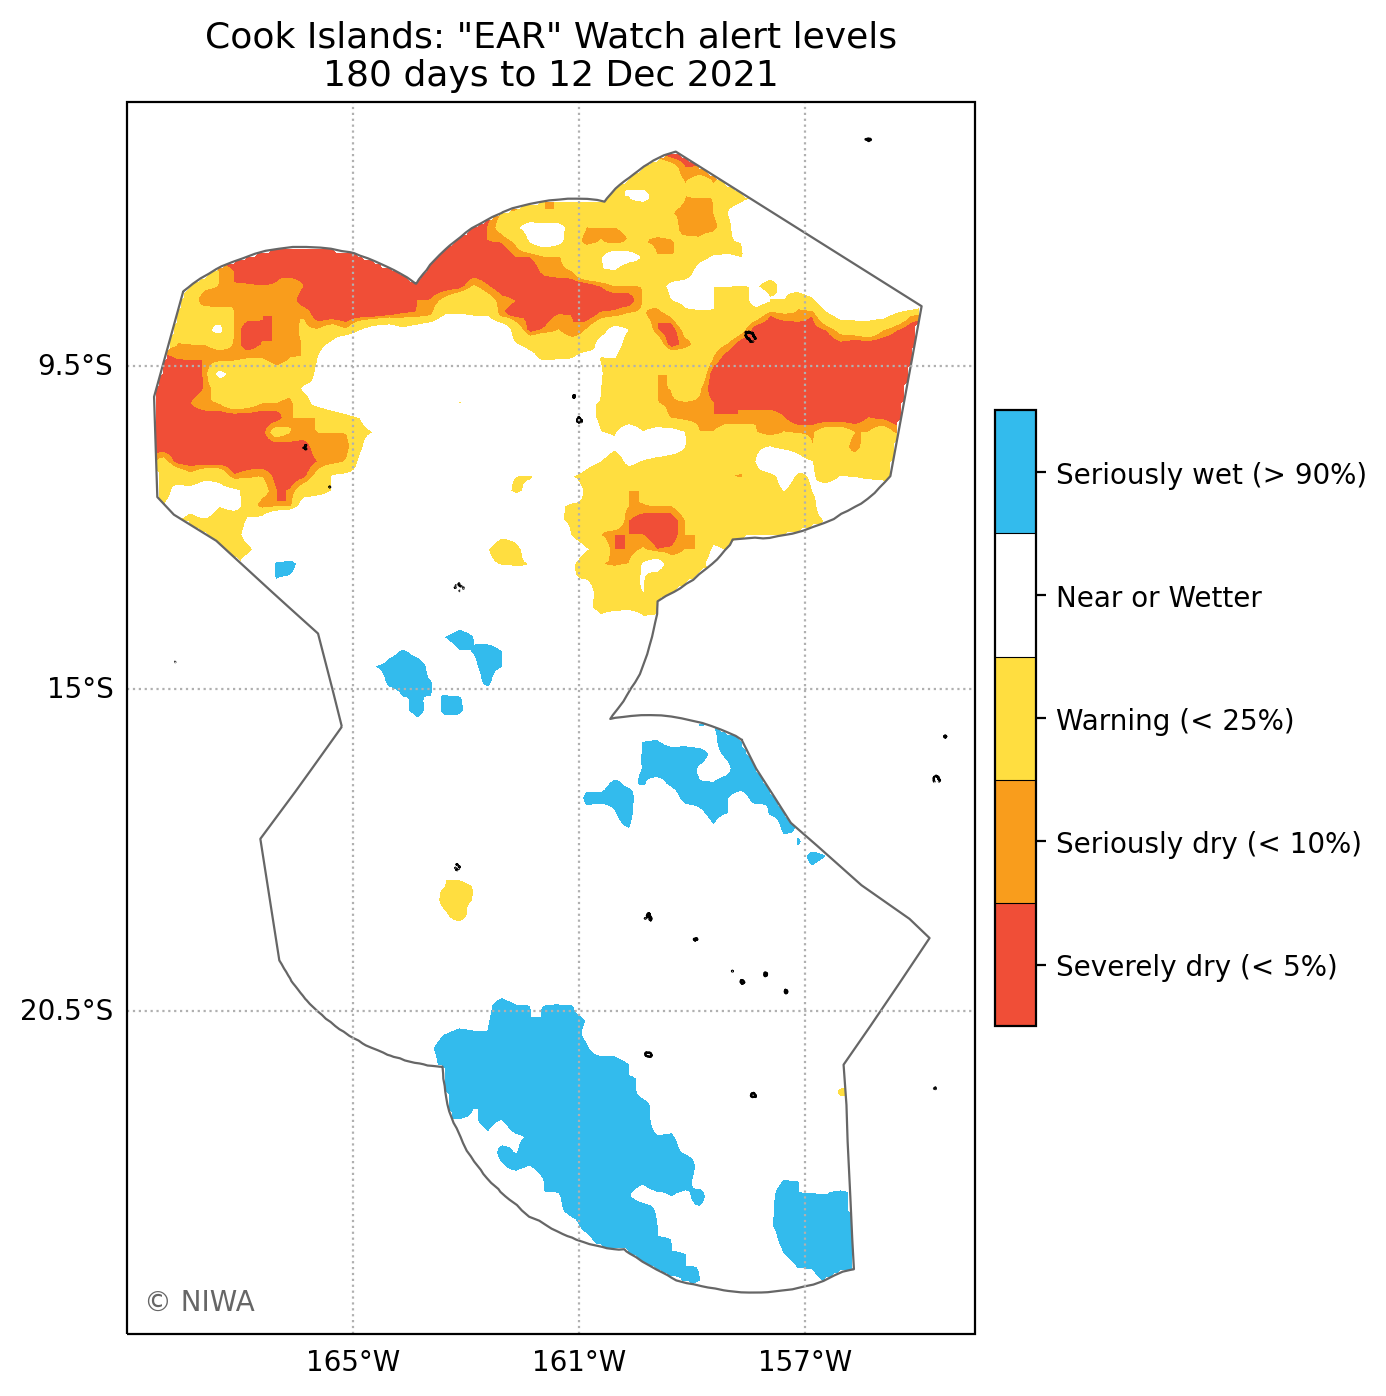 Cook Islands: "EAR" Watch alert levels
180 days to 12 Dec 2021
9.5°S
15°S
20.5°S
165°W
161°W
157°W
Seriously wet (> 90%)
Near or Wetter
Warning (< 25%)
Seriously dry (< 10%)
Severely dry (< 5%)
© NIWA